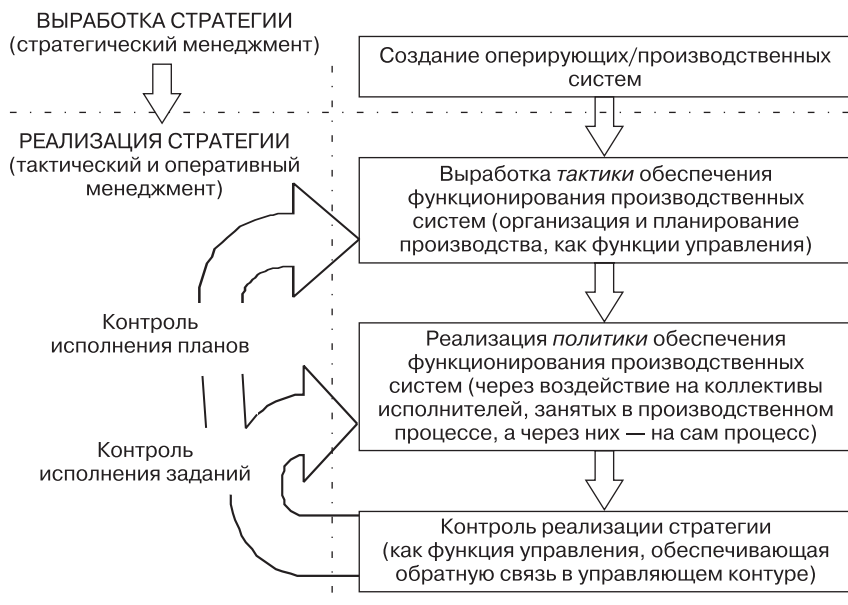 ВЫРАБОТКА СТРАТЕГИИ
(стратегический менеджмент)
Создание оперирующих/производственных
систем
РЕАЛИЗАЦИЯ СТРАТЕГИИ
(тактический и оперативный
менеджмент)
Выработка тактики обеспечения
функционирования производственных
систем (организация и планирование
производства, как функции управления)
Контроль
исполнения планов
Реализация политики обеспечения
функционирования производственных
систем (через воздействие на коллективы
исполнителей, занятых в производственном
процессе, а через них — на сам процесс)
Контроль
исполнения заданий
Контроль реализации стратегии
(как функция управления, обеспечивающая
обратную связь в управляющем контуре)